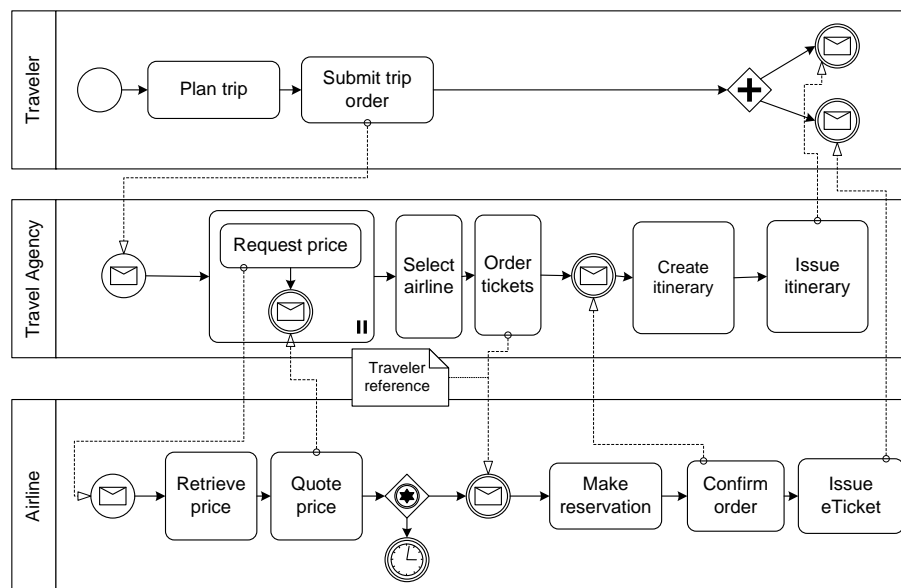 Traveler
Plan trip
Submit trip
order
Travel Agency
Request price
Select
airline
Order
tickets
Create
itinerary
Issue
itinerary
Traveler
reference
Airline
Retrieve
price
Quote
price
Make
reservation
Confirm
order
Issue
eTicket